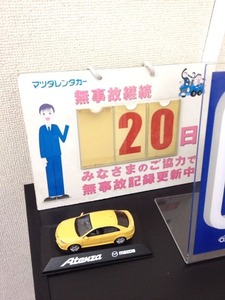 マツダレンタカー
無事故継続
20日
みなさまのご協力で
無事故記録更新中
Atenza mazda